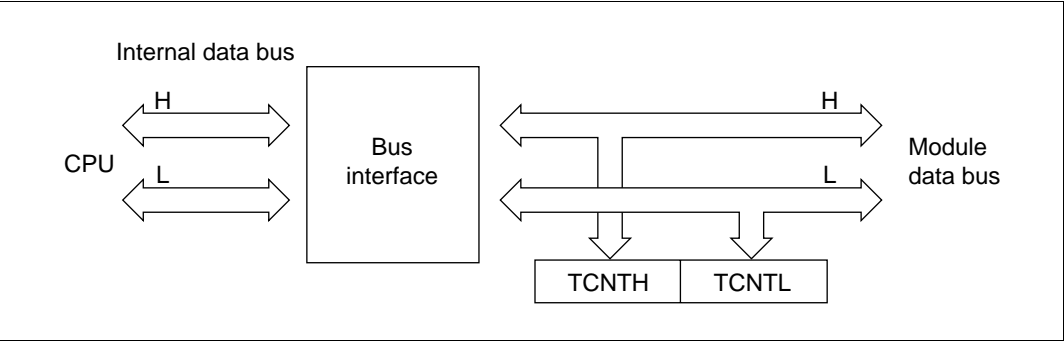 Internal data bus
H
H
CPU
L
Bus
interface
L
Module
data bus
TCNTH
TCNTL